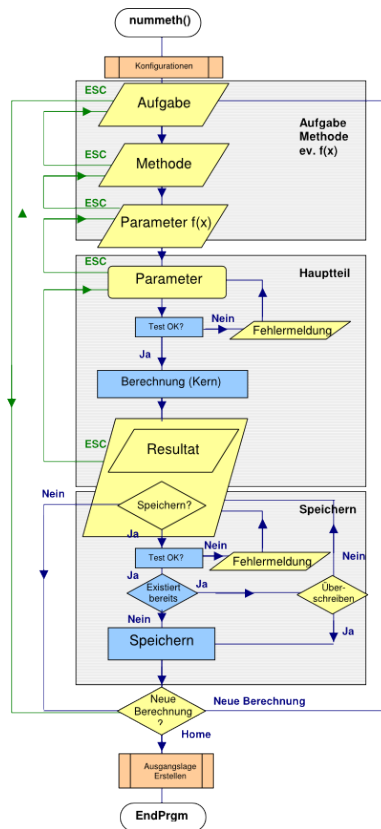 nummeth()
Konfigurationen
ESC
Aufgabe
Aufgabe
Methode
ev. f(x)
ESC
Methode
ESC
Parameter f(x)
ESC
Hauptteil
Parameter
Nein
Test OK?
Fehlermeldung
Ja
Berechnung (Kern)
ESC
Resultat
Nein
Speichern?
Speichern
Ja
Nein
Test OK?
Fehlermeldung
Nein
Ja
Existiert
bereits
Ja
Über-
schreiben
Nein
Ja
Speichern
Neue
Berechnung
?
Neue Berechnung
Home
Ausgangslage
Erstellen
EndPrgm